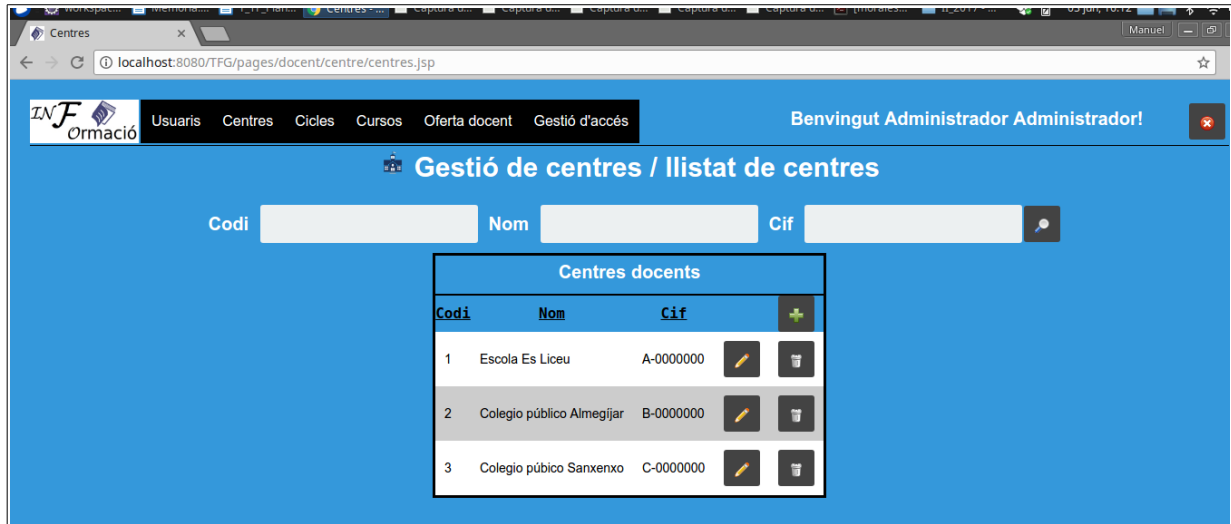 Centres
Manuel
localhost:8080/TFG/pages/docent/centre/centres.jsp
INF
Ormació
Usuaris Centres Cicles Cursos Oferta docent Gestió d'accés
Benvingut Administrador Administrador!
Gestió de centres / llistat de centres
Codi Nom Cif
Centres docents
Codi Nom Cif
1 Escola Es Liceu A-0000000
2 Colegio público Almegíjar B-0000000
3 Colegio púbico Sanxenxo C-0000000